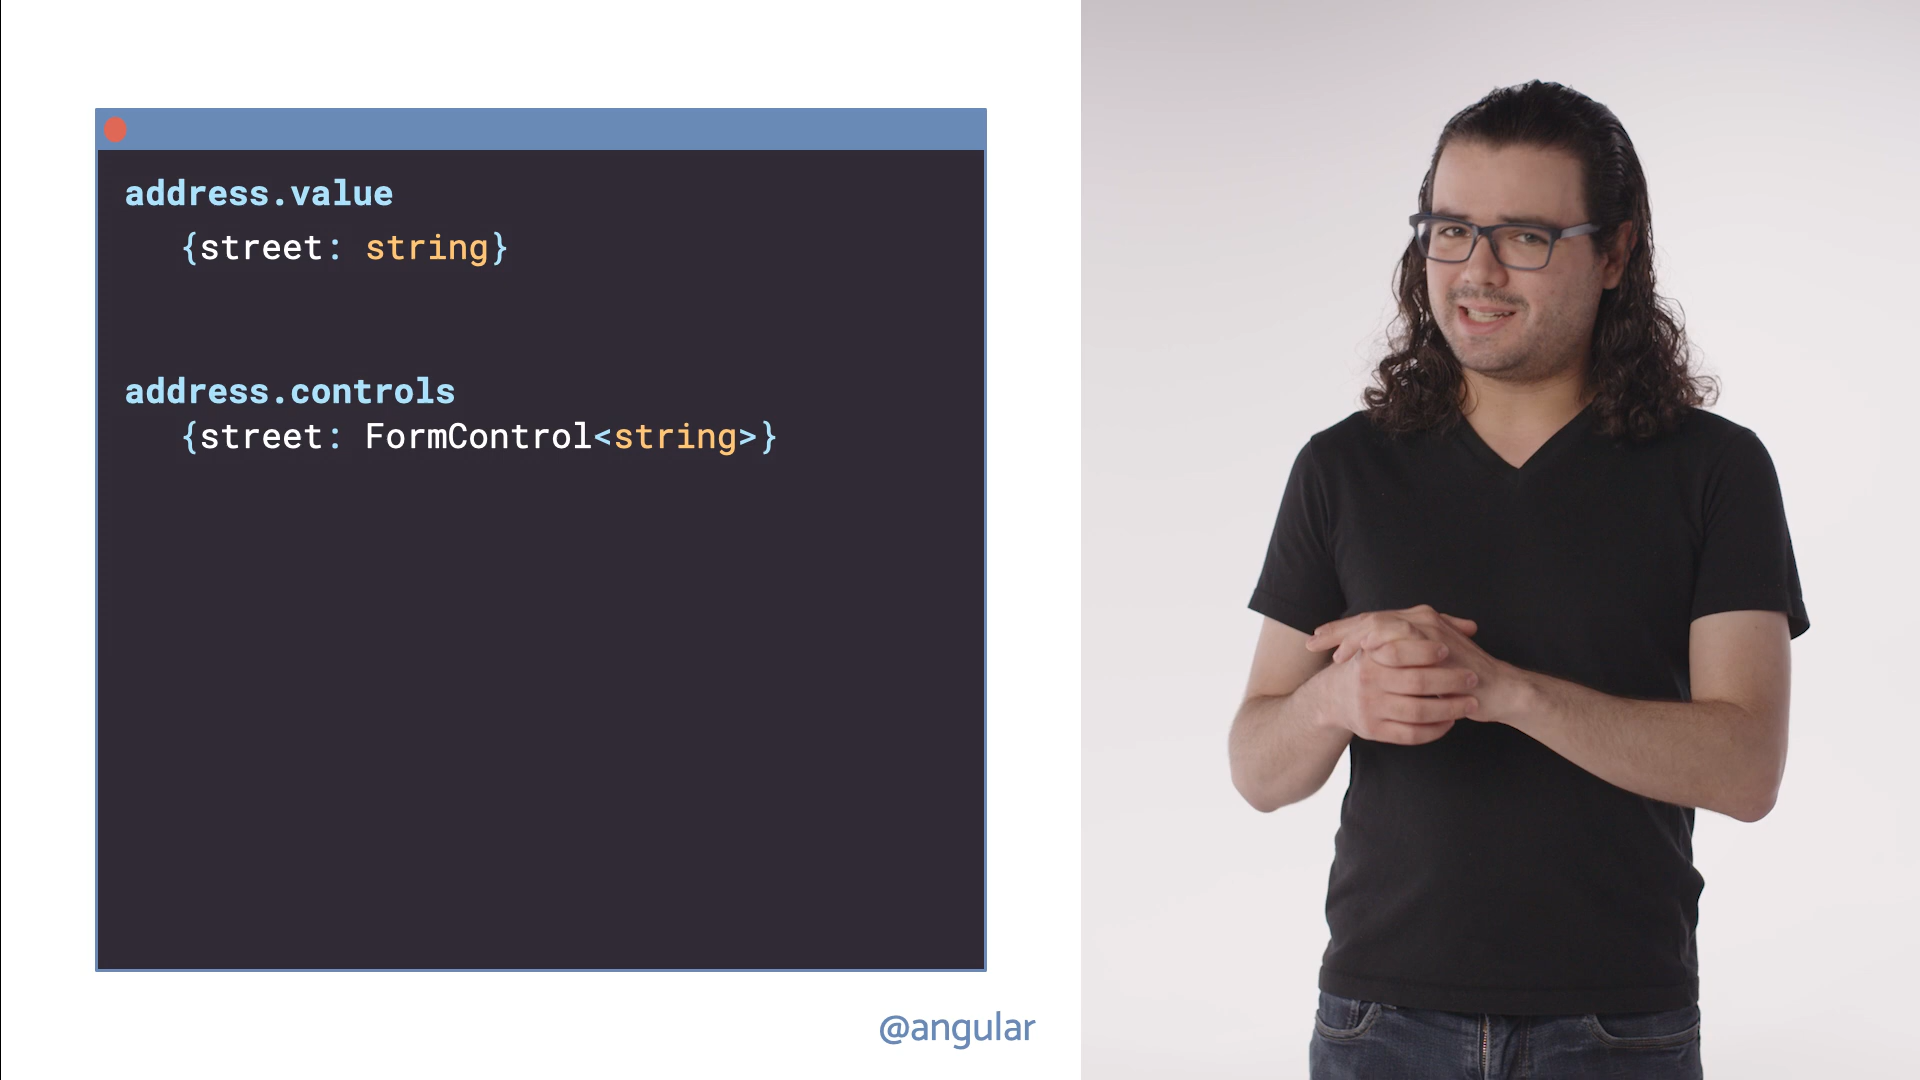 address.value
{street: string}
address.controls
{street: FormControl<string>}
@angular